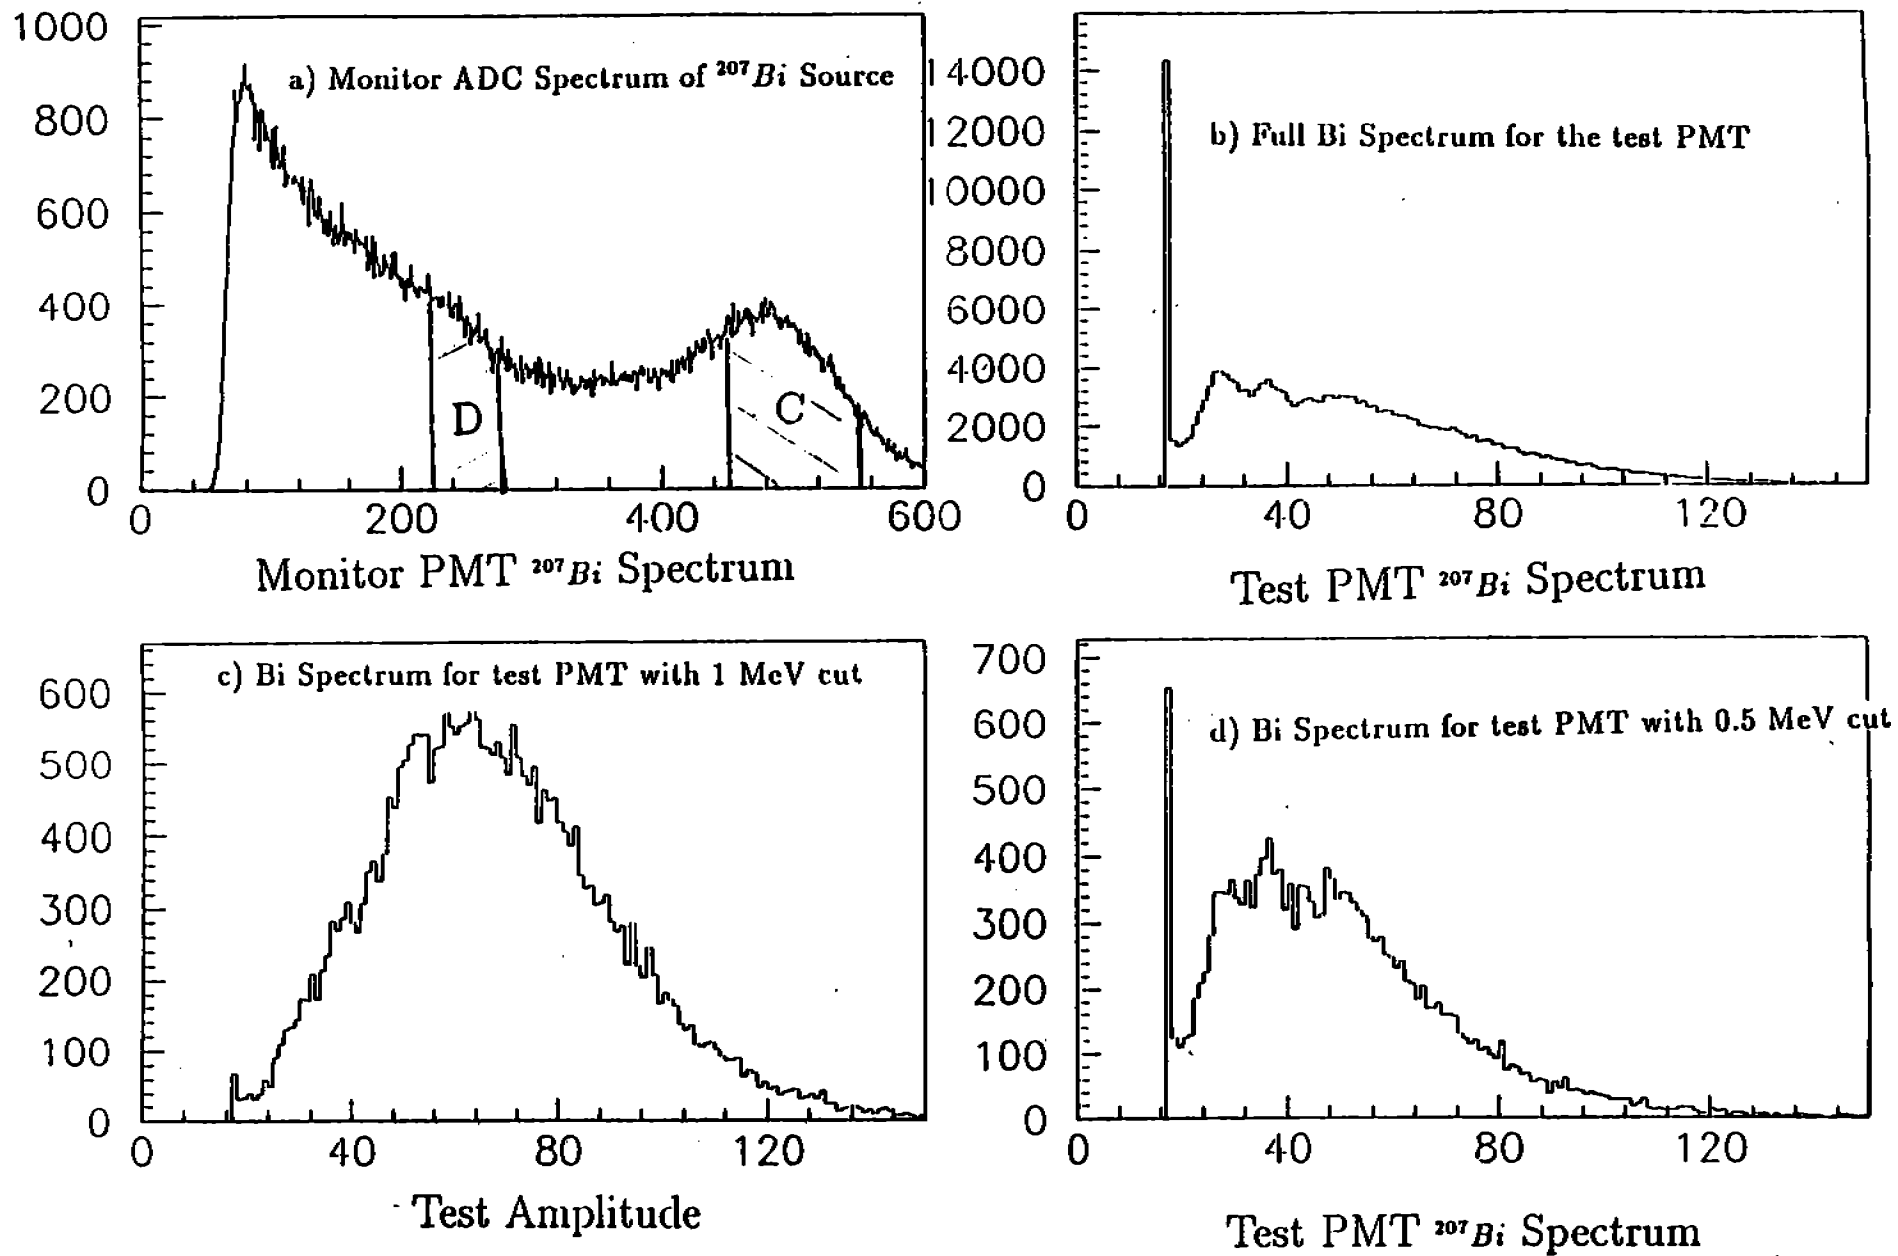 1000
800
600
400
200
0
a) Monitor ADC Spectrum of ²⁰⁷Bi Source
D
C
0 200 400 600
Monitor PMT ²⁰⁷Bi Spectrum
14000
12000
10000
8000
6000
4000
2000
0
b) Full Bi Spectrum for the test PMT
0 40 80 120
Test PMT ²⁰⁷Bi Spectrum
600
500
400
300
200
100
0
c) Bi Spectrum for test PMT with 1 MeV cut
0 40 80 120
Test Amplitude
700
600
500
400
300
200
100
0
d) Bi Spectrum for test PMT with 0.5 MeV cut
0 40 80 120
Test PMT ²⁰⁷Bi Spectrum